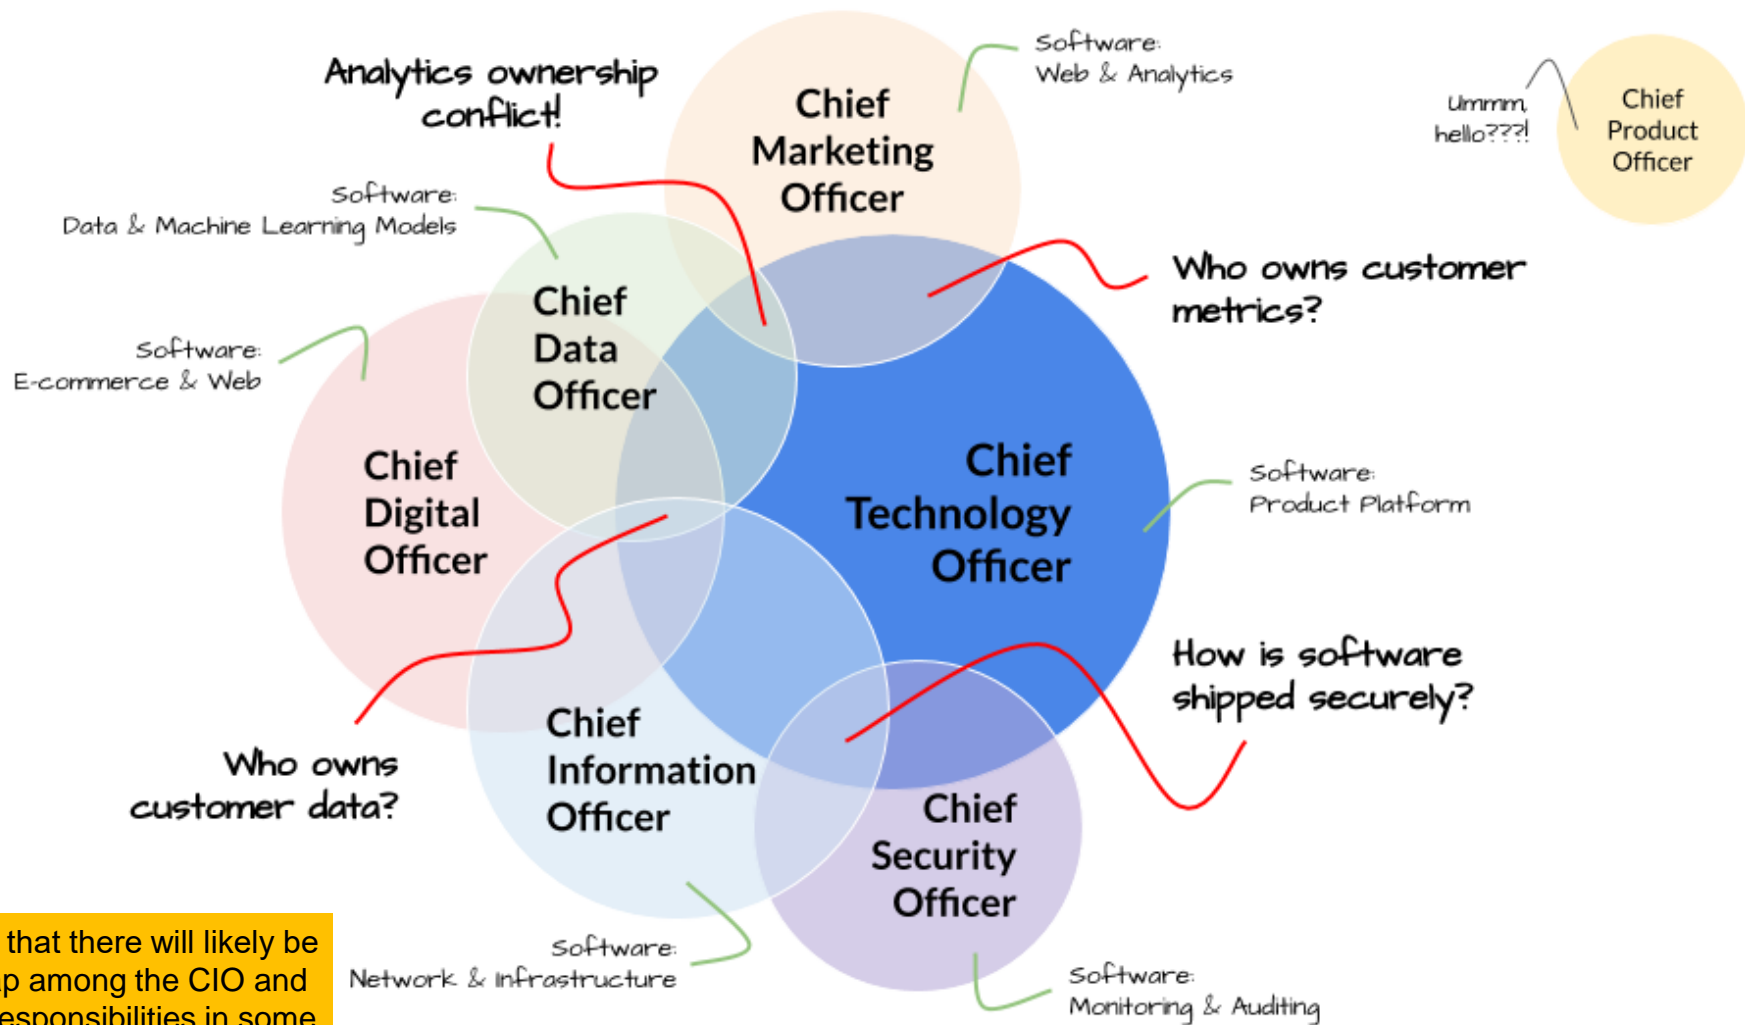 Software:
Web & Analytics
Analytics ownership
conflict!
Chief
Marketing
Officer
Ummm,
hello???!
Chief
Product
Officer
Software:
Data & Machine Learning Models
Who owns customer
metrics?
Chief
Data
Officer
Software:
E-commerce & Web
Chief
Digital
Officer
Chief
Technology
Officer
Software:
Product Platform
How is software
shipped securely?
Who owns
customer data?
Chief
Information
Officer
Chief
Security
Officer
that there will likely be
among the CIO and
responsibilities in some
Software:
Network & Infrastructure
Software:
Monitoring & Auditing